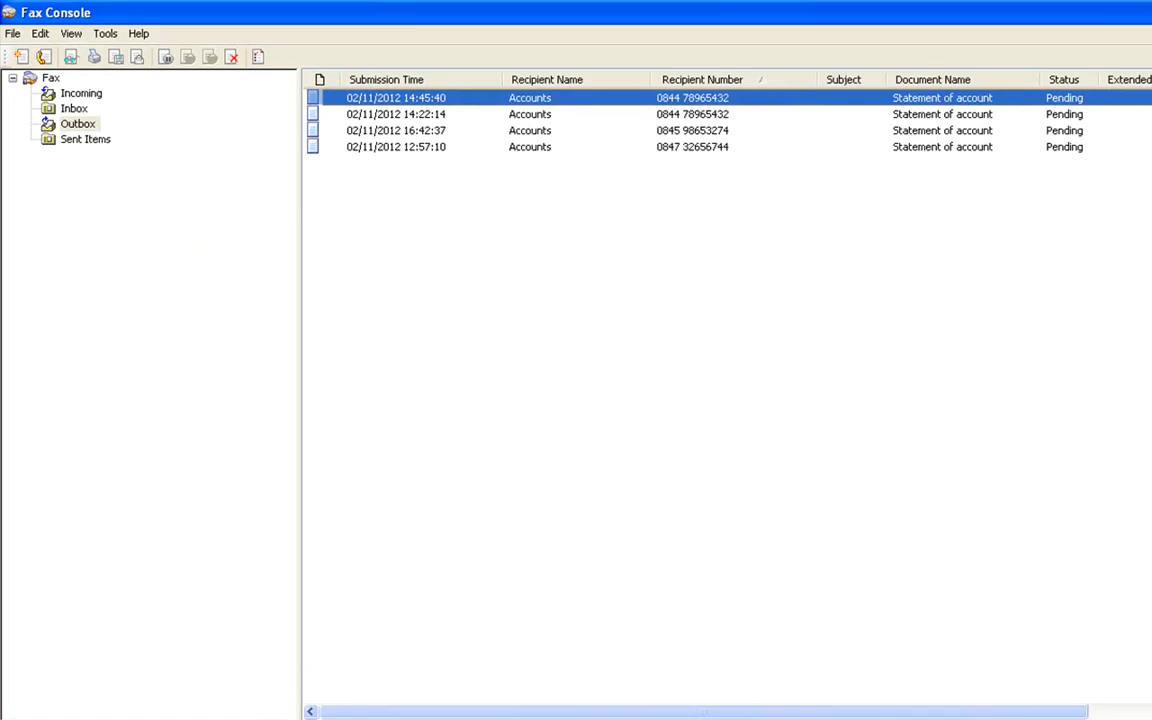 Fax Console
File Edit View Tools Help
Fax
Incoming
Inbox
Outbox
Sent Items
Submission Time Recipient Name Recipient Number Subject Document Name Status Extended
02/11/2012 14:45:40 Accounts 0844 78965432 Statement of account Pending
02/11/2012 14:22:14 Accounts 0844 78965432 Statement of account Pending
02/11/2012 16:42:37 Accounts 0845 98653274 Statement of account Pending
02/11/2012 12:57:10 Accounts 0847 32656744 Statement of account Pending